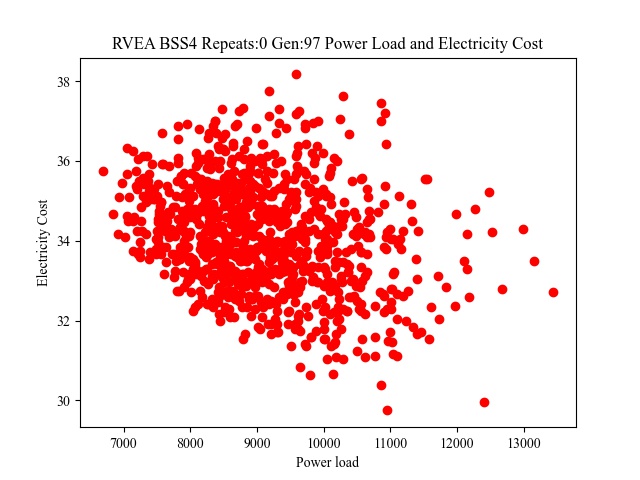 RVEA BSS4 Repeats:0 Gen:97 Power Load and Electricity Cost
38
36
34
32
30
Electricity Cost
7000 8000 9000 10000 11000 12000 13000
Power load